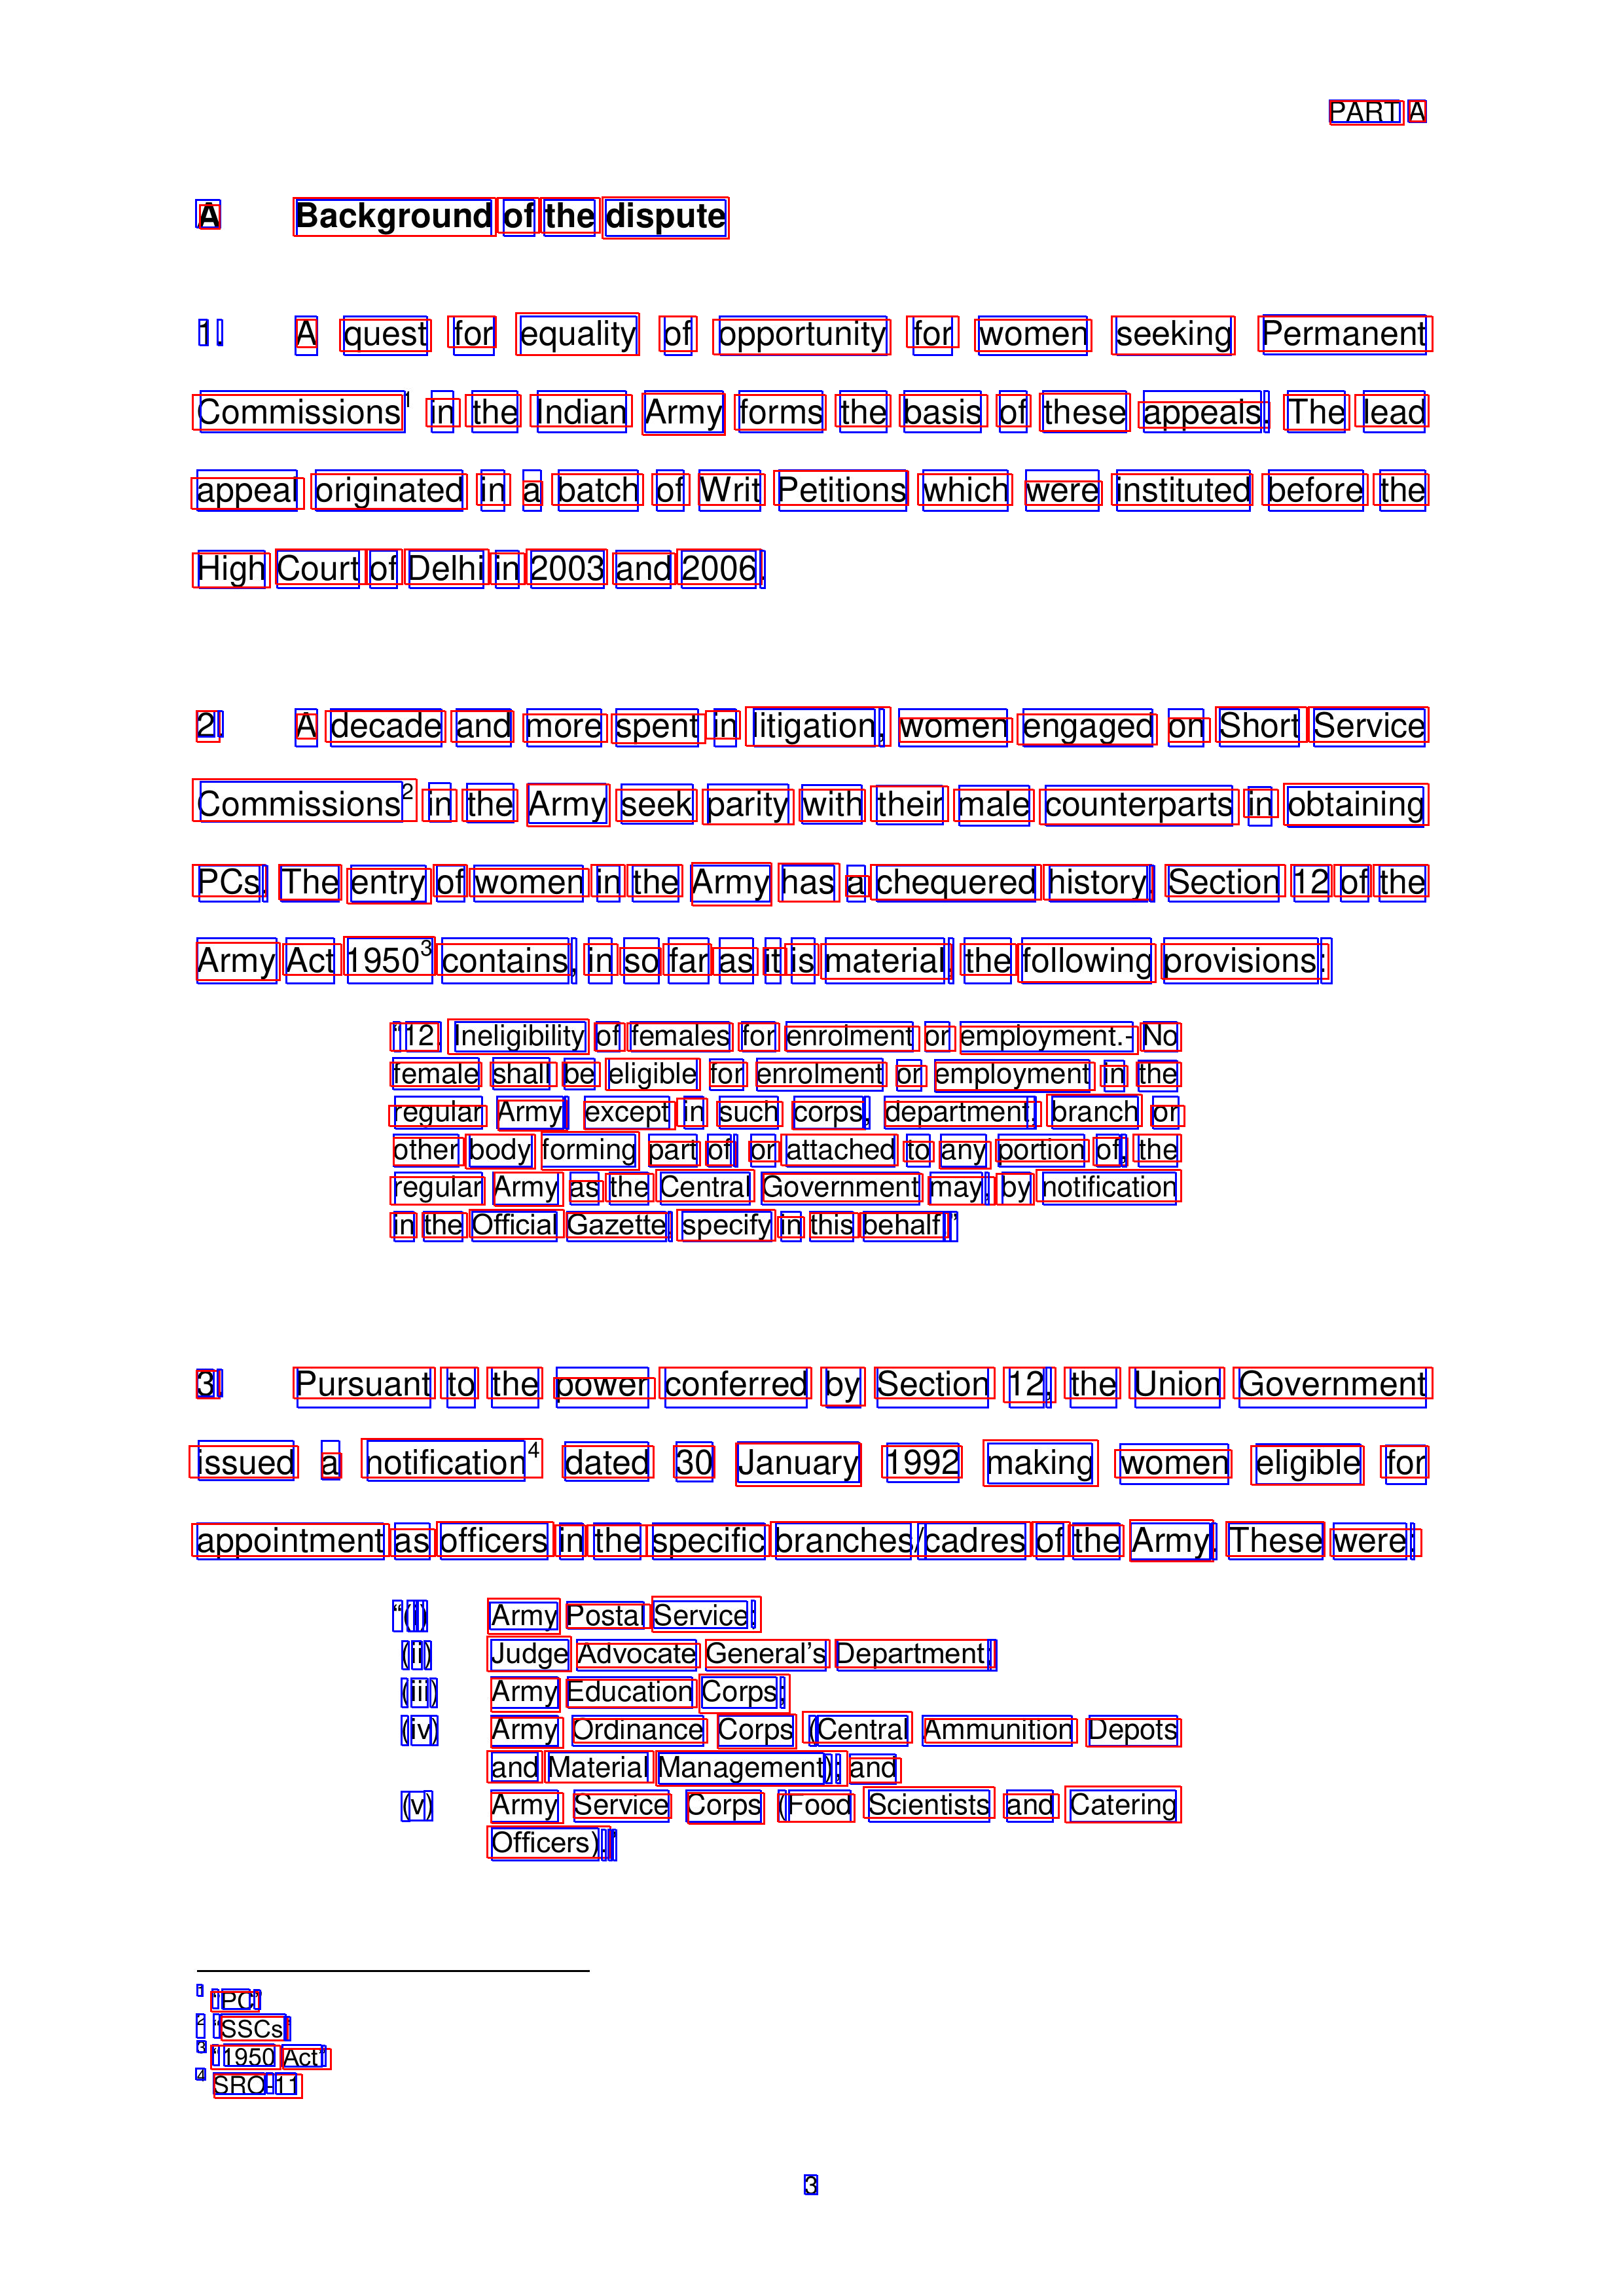 PART A
A Background of the dispute
1. A quest for equality of opportunity for women seeking Permanent
Commissions1 in the Indian Army forms the basis of these appeals. The lead
appeal originated in a batch of Writ Petitions which were instituted before the
High Court of Delhi in 2003 and 2006.
2. A decade and more spent in litigation, women engaged on Short Service
Commissions2 in the Army seek parity with their male counterparts in obtaining
PCs. The entry of women in the Army has a chequered history. Section 12 of the
Army Act 19503 contains, in so far as it is material, the following provisions:
“12. Ineligibility of females for enrolment or employment.- No
female shall be eligible for enrolment or employment in the
regular Army, except in such corps, department, branch or
other body forming part of, or attached to any portion of, the
regular Army as the Central Government may, by notification
in the Official Gazette, specify in this behalf.”
3. Pursuant to the power conferred by Section 12, the Union Government
issued a notification4 dated 30 January 1992 making women eligible for
appointment as officers in the specific branches/cadres of the Army. These were:
“(i) Army Postal Service;
(ii) Judge Advocate General’s Department;
(iii) Army Education Corps;
(iv) Army Ordinance Corps (Central Ammunition Depots
and Material Management); and
(v) Army Service Corps (Food Scientists and Catering
Officers).”
1 “PC”
2 “SSCs”
3 “1950 Act”
4 SRO-11
3